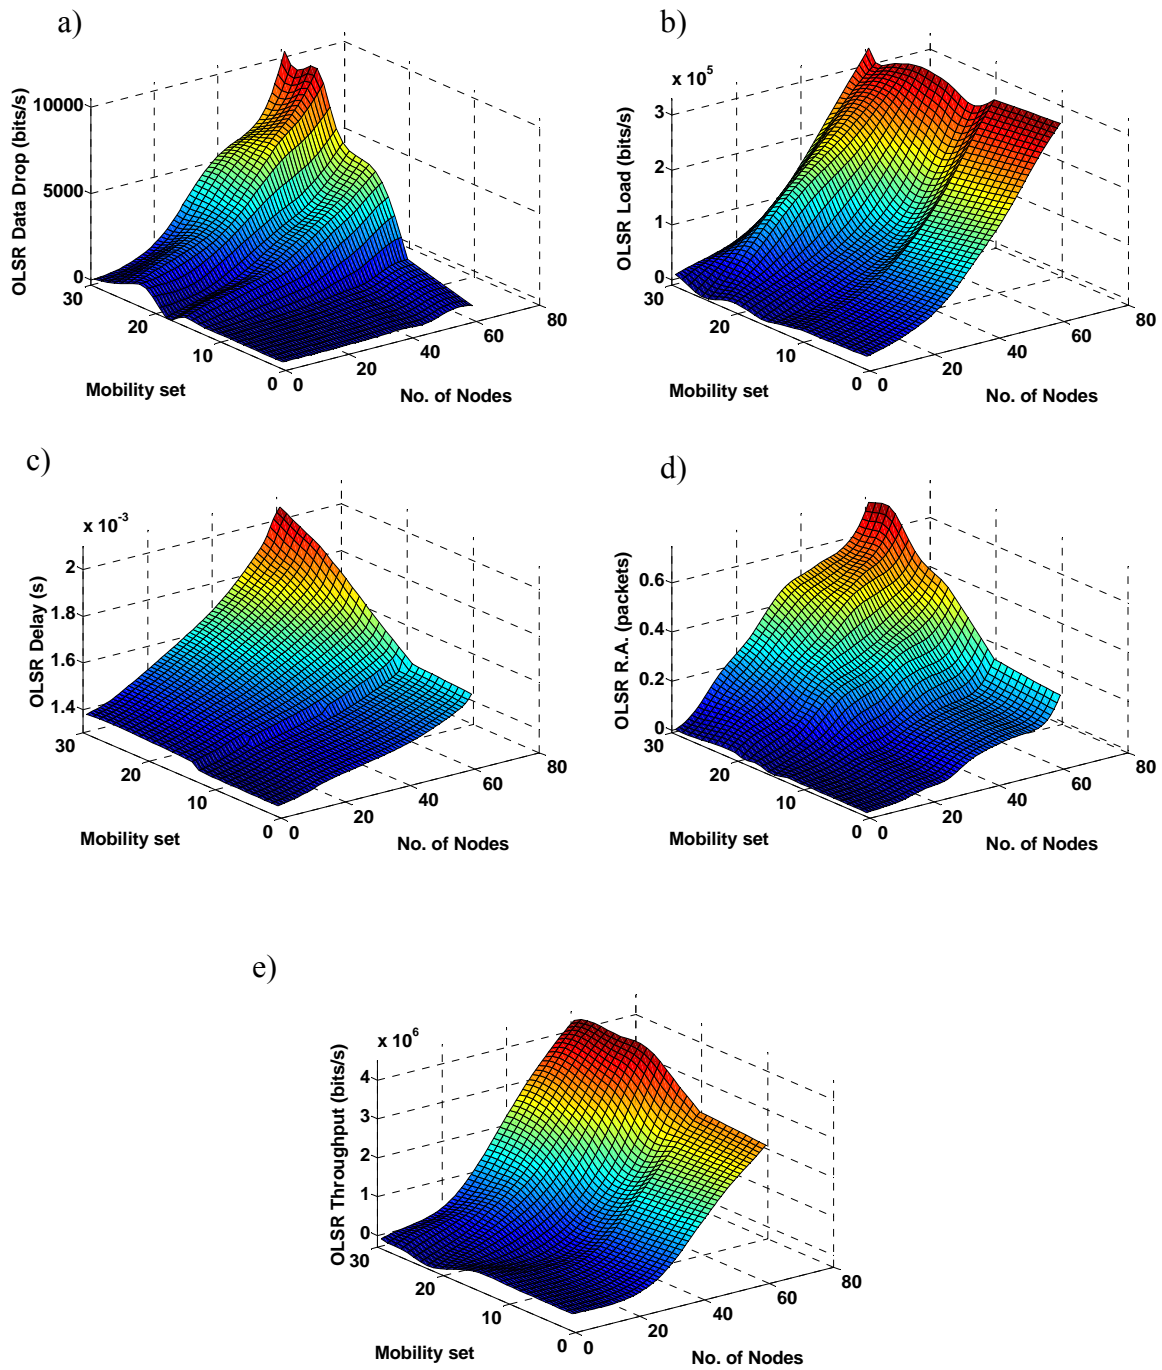 a)
OLSR Data Drop (bits/s)
10000
5000
0
30
20
10
0
Mobility set
0
20
40
60
80
No. of Nodes
b)
x 10^5
OLSR Load (bits/s)
3
2
1
0
30
20
10
0
Mobility set
0
20
40
60
80
No. of Nodes
c)
x 10^-3
OLSR Delay (s)
2
1.8
1.6
1.4
30
20
10
0
Mobility set
0
20
40
60
80
No. of Nodes
d)
OLSR R.A. (packets)
0.6
0.4
0.2
0
30
20
10
0
Mobility set
0
20
40
60
80
No. of Nodes
e)
x 10^6
OLSR Throughput (bits/s)
4
3
2
1
0
30
20
10
0
Mobility set
0
20
40
60
80
No. of Nodes